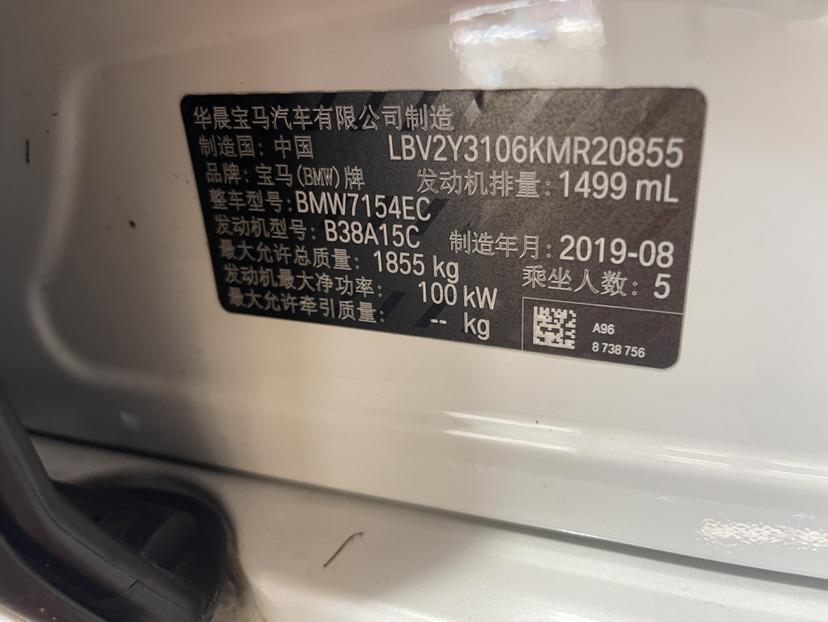 华晨宝马汽车有限公司制造
制造国：中国 LBV2Y3106KMR20855
品牌：宝马(BMW)牌 发动机排量：1499 mL
整车型号：BMW7154EC
发动机型号：B38A15C 制造年月：2019-08
最大允许总质量：1855 kg 乘坐人数：5
发动机最大净功率：100 kW
最大允许牵引质量：-- kg
A96
8 738 756